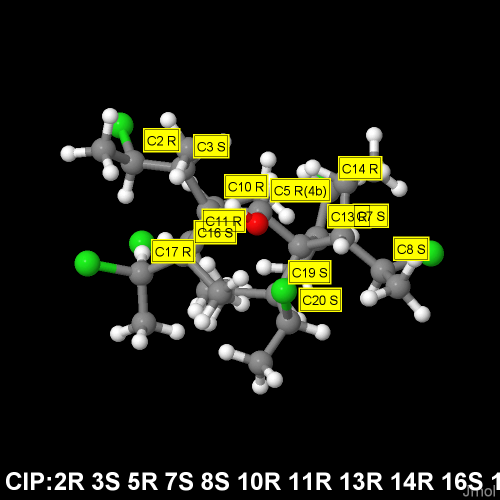 C2 R
C3 S
C14 R
C10 R
C5 R(4b)
C11 R
C13 R
C7 S
C16 S
C17 R
C8 S
C19 S
C20 S
CIP:2R 3S 5R 7S 8S 10R 11R 13R 14R 16S 1
Jmol